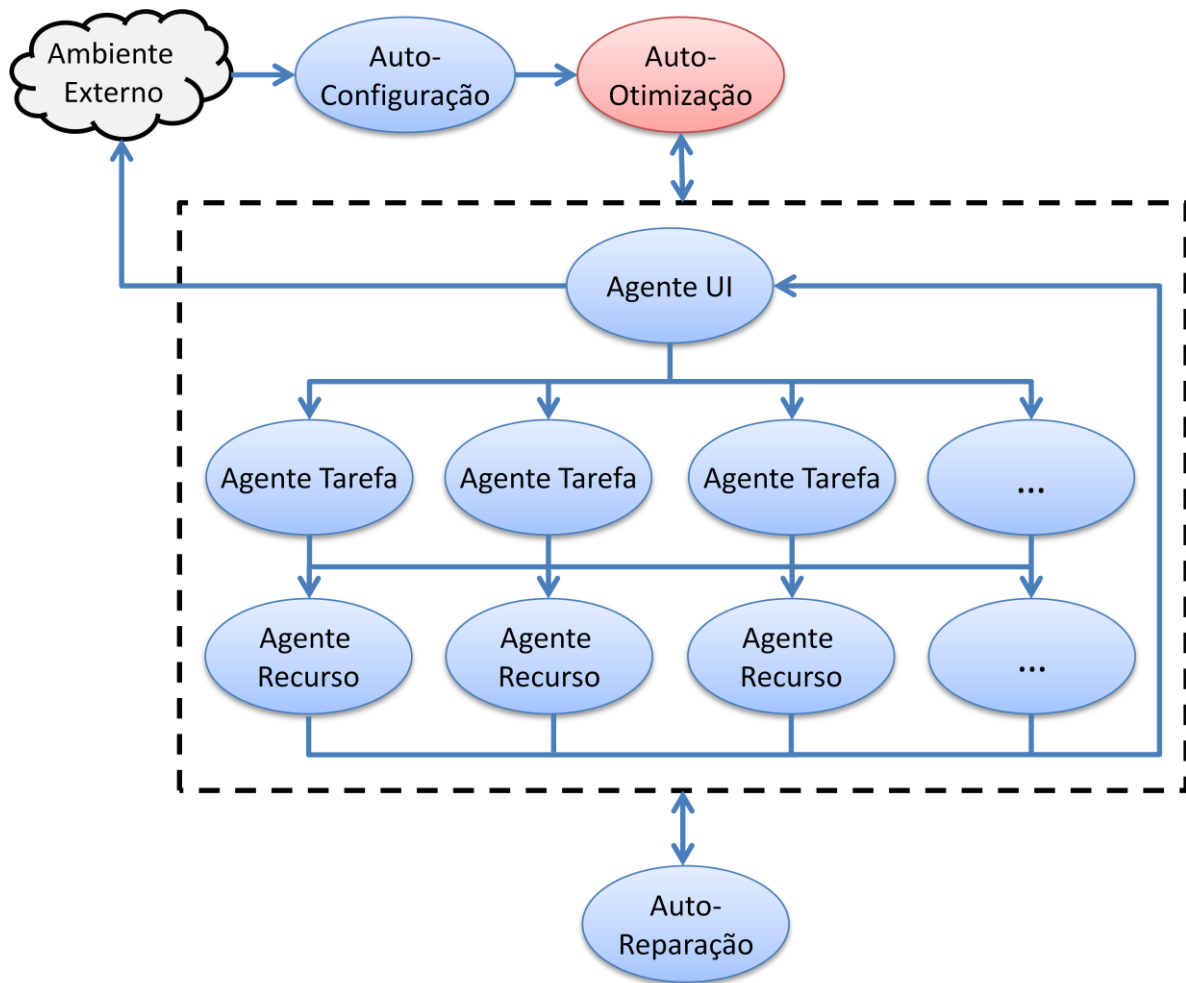 Ambiente
Externo
Auto-
Configuração
Auto-
Otimização
Agente UI
Agente Tarefa
Agente Tarefa
Agente Tarefa
...
Agente
Recurso
Agente
Recurso
Agente
Recurso
...
Auto-
Reparação